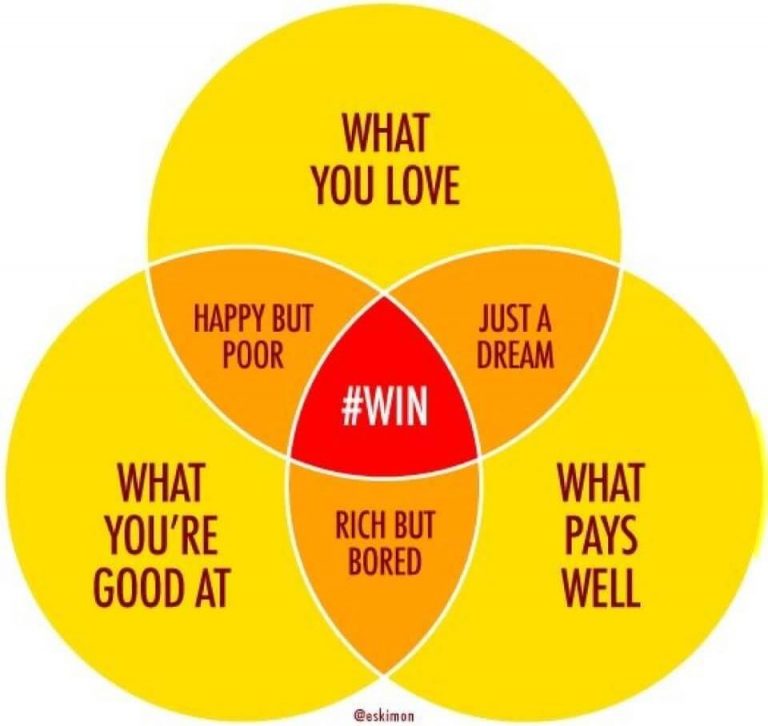 WHAT
YOU LOVE
HAPPY BUT
POOR
JUST A
DREAM
#WIN
WHAT
YOU'RE
GOOD AT
RICH BUT
BORED
WHAT
PAYS
WELL
@eskimon